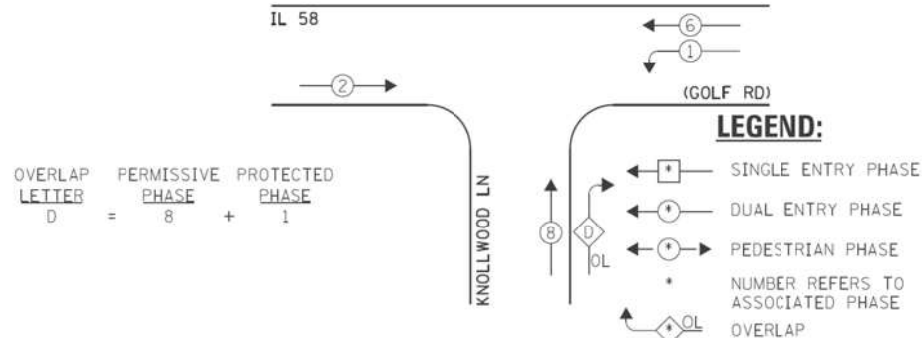 IL 58
6
1
2
(GOLF RD)
LEGEND:
OVERLAP PERMISSIVE PROTECTED
LETTER PHASE PHASE
D = 8 + 1
KNOLLWOOD LN
8
D
OL
* SINGLE ENTRY PHASE
* DUAL ENTRY PHASE
* PEDESTRIAN PHASE
* NUMBER REFERS TO
ASSOCIATED PHASE
* OL OVERLAP